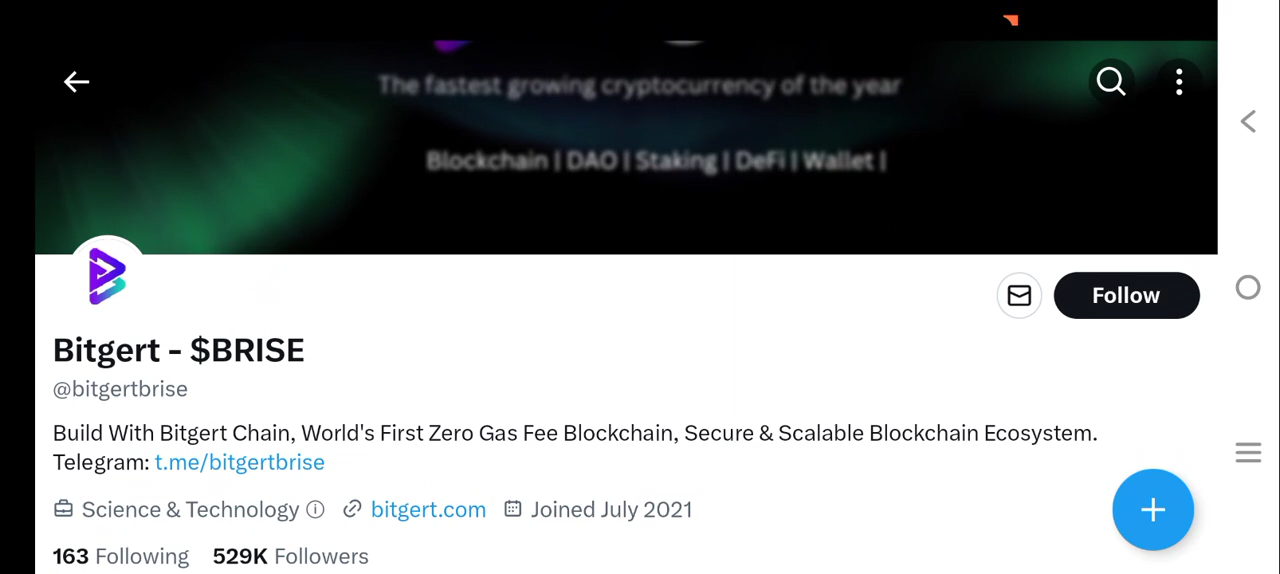 The fastest growing cryptocurrency of the year
Blockchain | DAO | Staking | DeFi | Wallet |
Follow
Bitgert - $BRISE
@bitgertbrise
Build With Bitgert Chain, World's First Zero Gas Fee Blockchain, Secure & Scalable Blockchain Ecosystem.
Telegram: t.me/bitgertbrise
Science & Technology bitgert.com Joined July 2021
163 Following 529K Followers